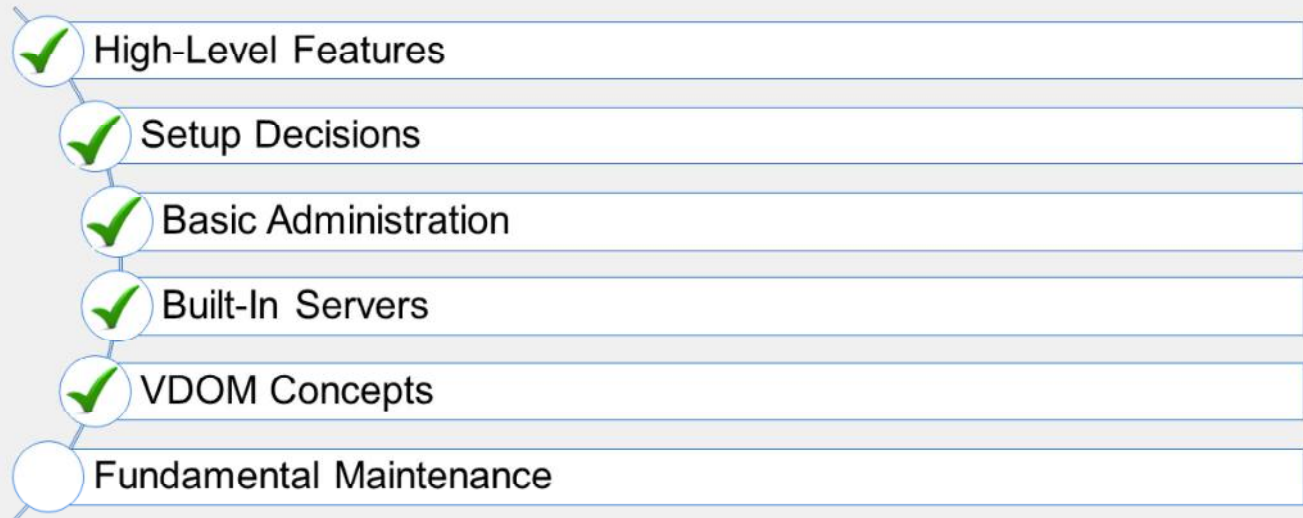 High-Level Features
Setup Decisions
Basic Administration
Built-In Servers
VDOM Concepts
Fundamental Maintenance